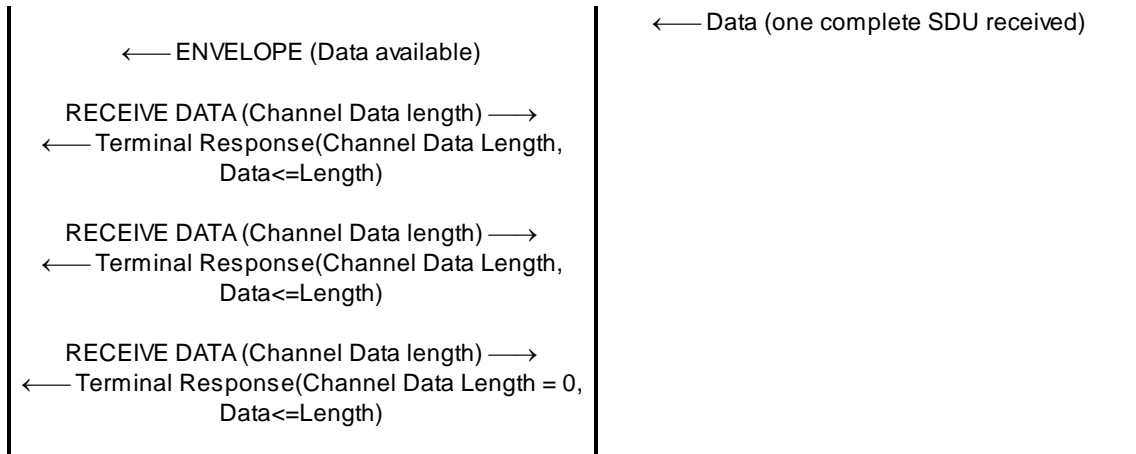 ⟵ Data (one complete SDU received)
⟵ ENVELOPE (Data available)
RECEIVE DATA (Channel Data length) ⟶
⟵ Terminal Response(Channel Data Length,
Data<=Length)
RECEIVE DATA (Channel Data length) ⟶
⟵ Terminal Response(Channel Data Length,
Data<=Length)
RECEIVE DATA (Channel Data length) ⟶
⟵ Terminal Response(Channel Data Length = 0,
Data<=Length)